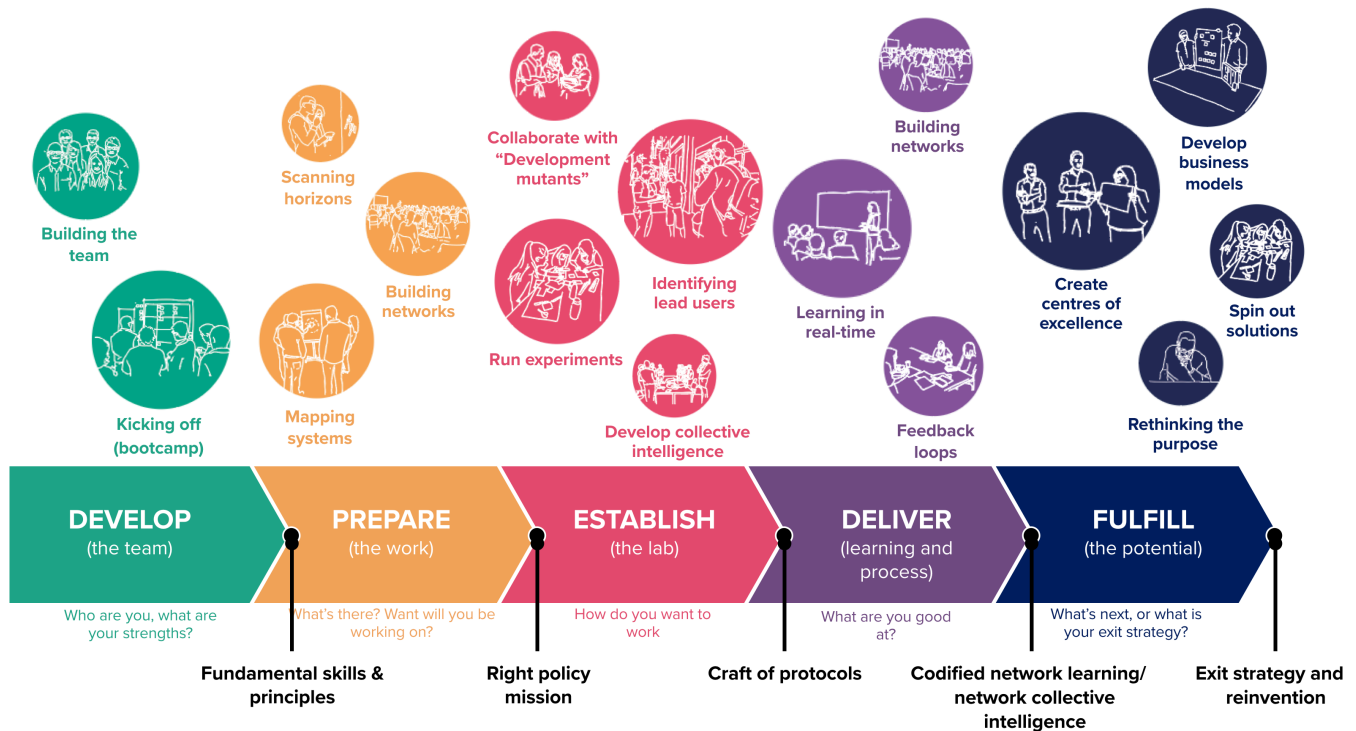 Building the
team
Kicking off
(bootcamp)
Scanning
horizons
Building
networks
Mapping
systems
Collaborate with
“Development
mutants”
Identifying
lead users
Run experiments
Develop collective
intelligence
Building
networks
Learning in
real-time
Feedback
loops
Develop
business
models
Create
centres of
excellence
Spin out
solutions
Rethinking the
purpose
DEVELOP
(the team)
PREPARE
(the work)
ESTABLISH
(the lab)
DELIVER
(learning and
process)
FULFILL
(the potential)
Who are you, what are
your strengths?
What’s there? Want will you be
working on?
How do you want to
work
What are you good
at?
What’s next, or what is
your exit strategy?
Fundamental skills &
principles
Right policy
mission
Craft of protocols
Codified network learning/
network collective
intelligence
Exit strategy and
reinvention